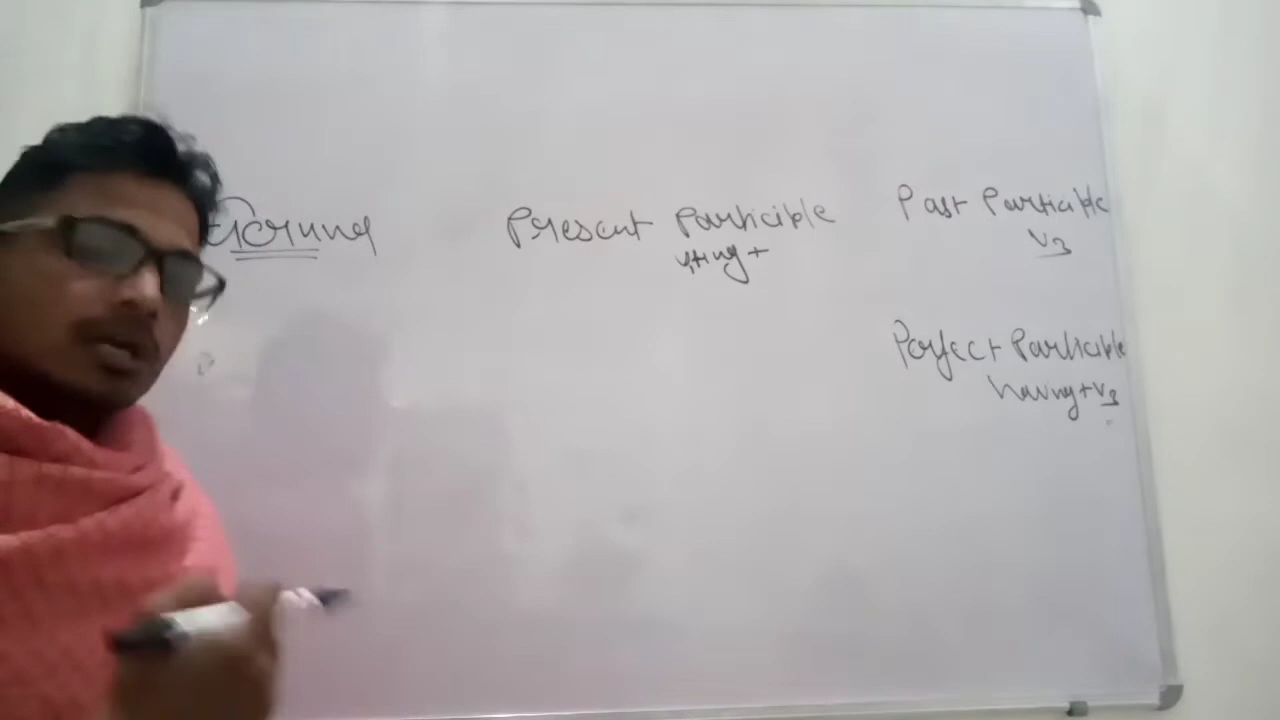 Gerund
Present Participle
V+ing+
Past Participle
V3
Perfect Participle
having+V3